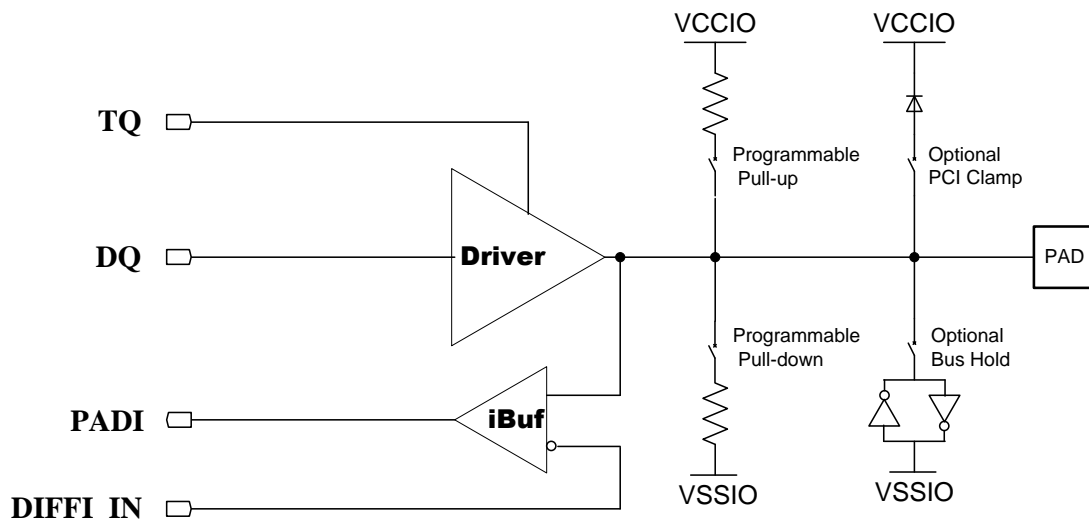 VCCIO
VCCIO
TQ
Programmable
Pull-up
Optional
PCI Clamp
DQ
Driver
PAD
Programmable
Pull-down
Optional
Bus Hold
PADI
iBuf
VSSIO
VSSIO
DIFFI_IN